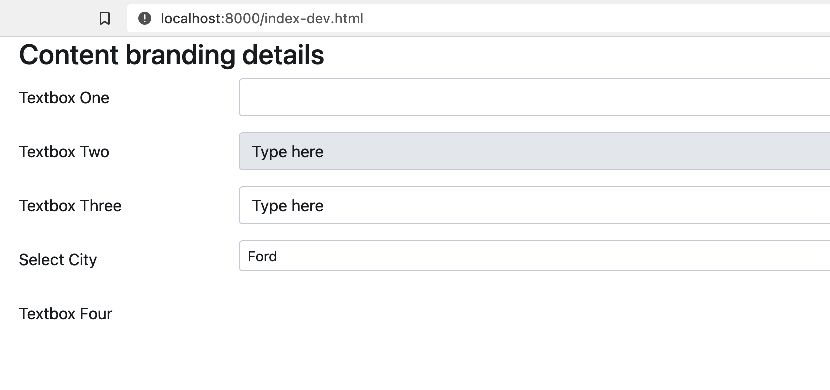 localhost:8000/index-dev.html
Content branding details
Textbox One
Textbox Two Type here
Textbox Three Type here
Select City Ford
Textbox Four